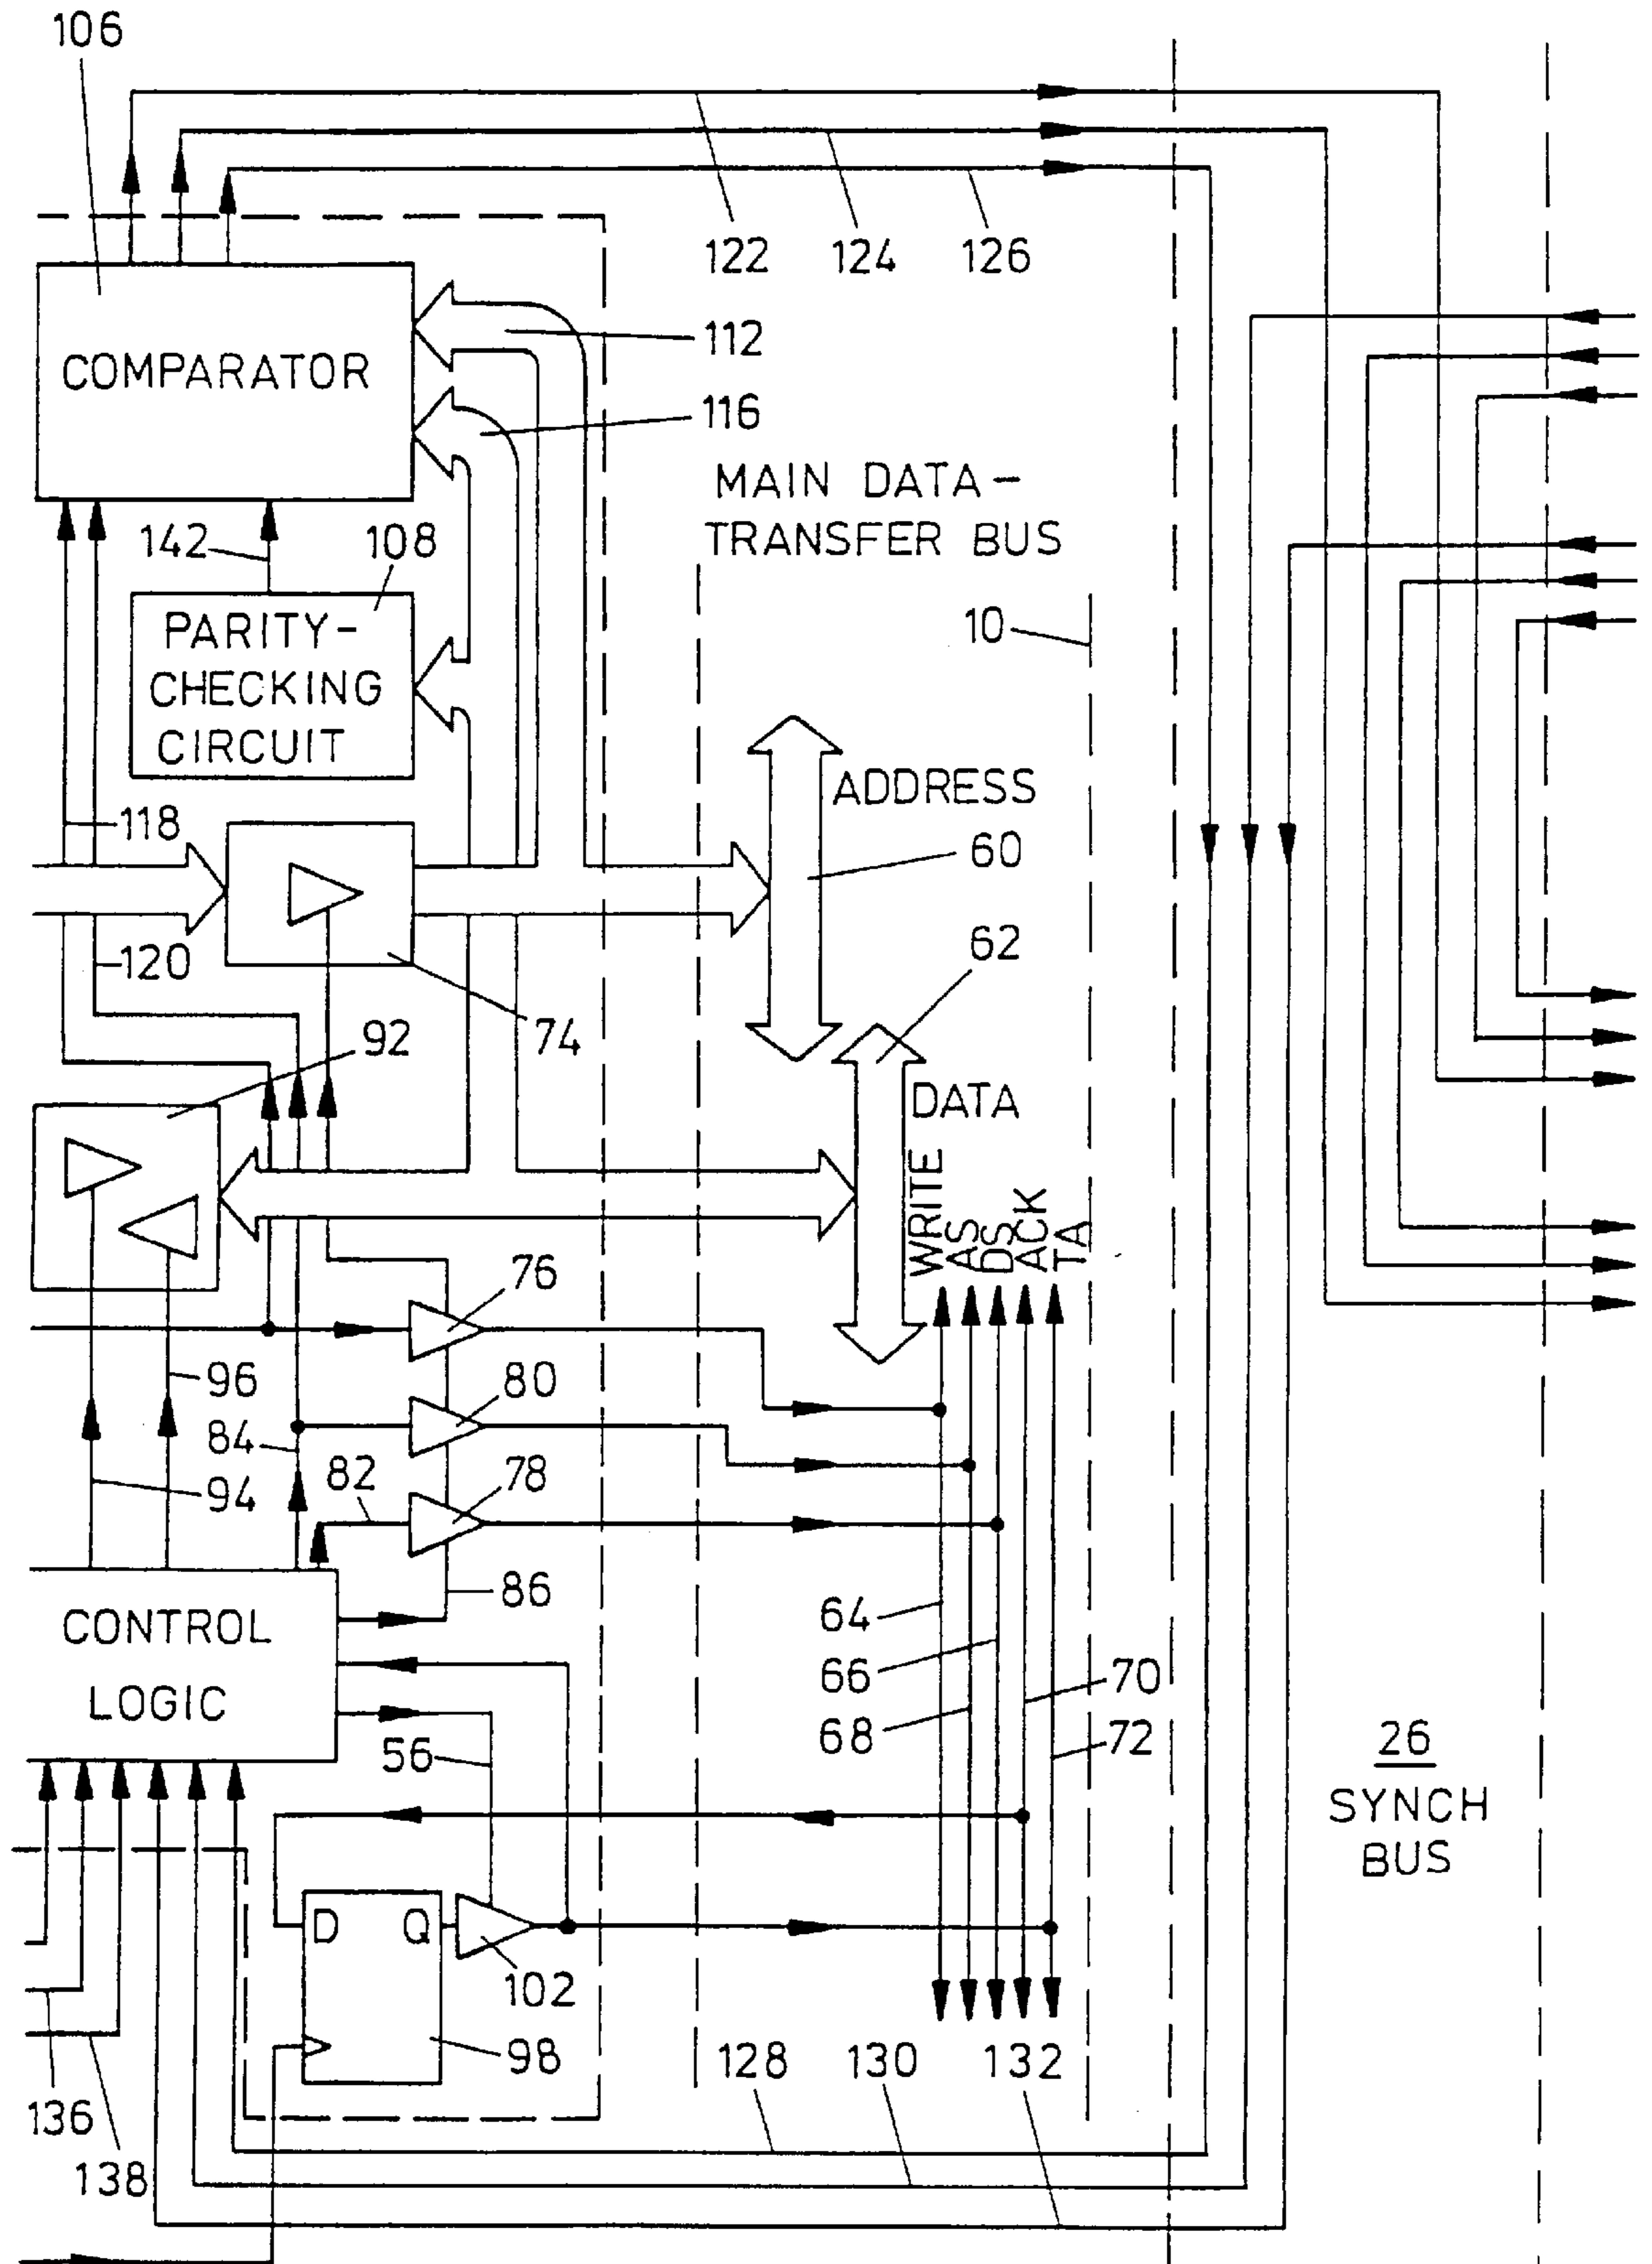 106
122
124
126
112
COMPARATOR
116
MAIN DATA-
TRANSFER BUS
142
108
10
PARITY-
CHECKING
CIRCUIT
ADDRESS
118
60
120
62
74
92
DATA
WRITE
AS
DS
ACK
TA
76
96
80
84
82
78
94
86
64
CONTROL
LOGIC
66
70
68
72
56
26
SYNCH
BUS
D
Q
102
98
128
130
132
136
138